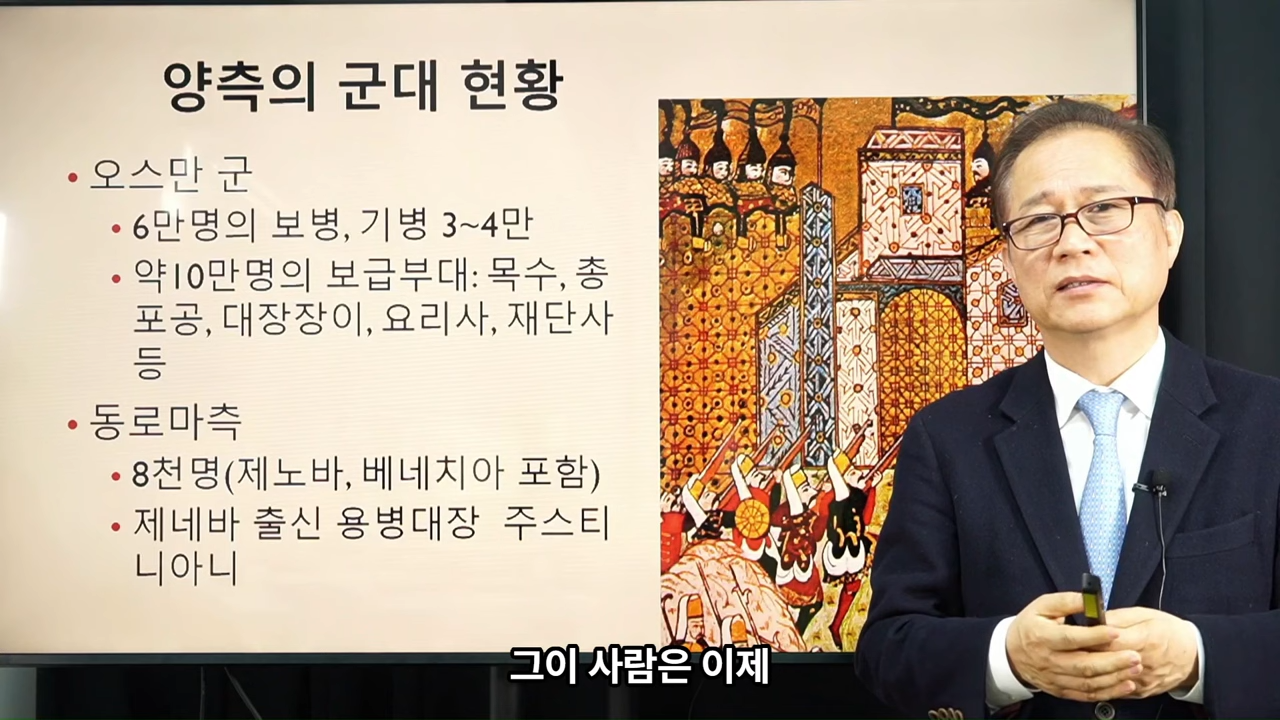 양측의 군대 현황
• 오스만 군
• 6만명의 보병, 기병 3~4만
• 약10만명의 보급부대: 목수, 총
포공, 대장장이, 요리사, 재단사
등
• 동로마측
• 8천명(제노바, 베네치아 포함)
• 제네바 출신 용병대장 주스티
니아니
그이 사람은 이제